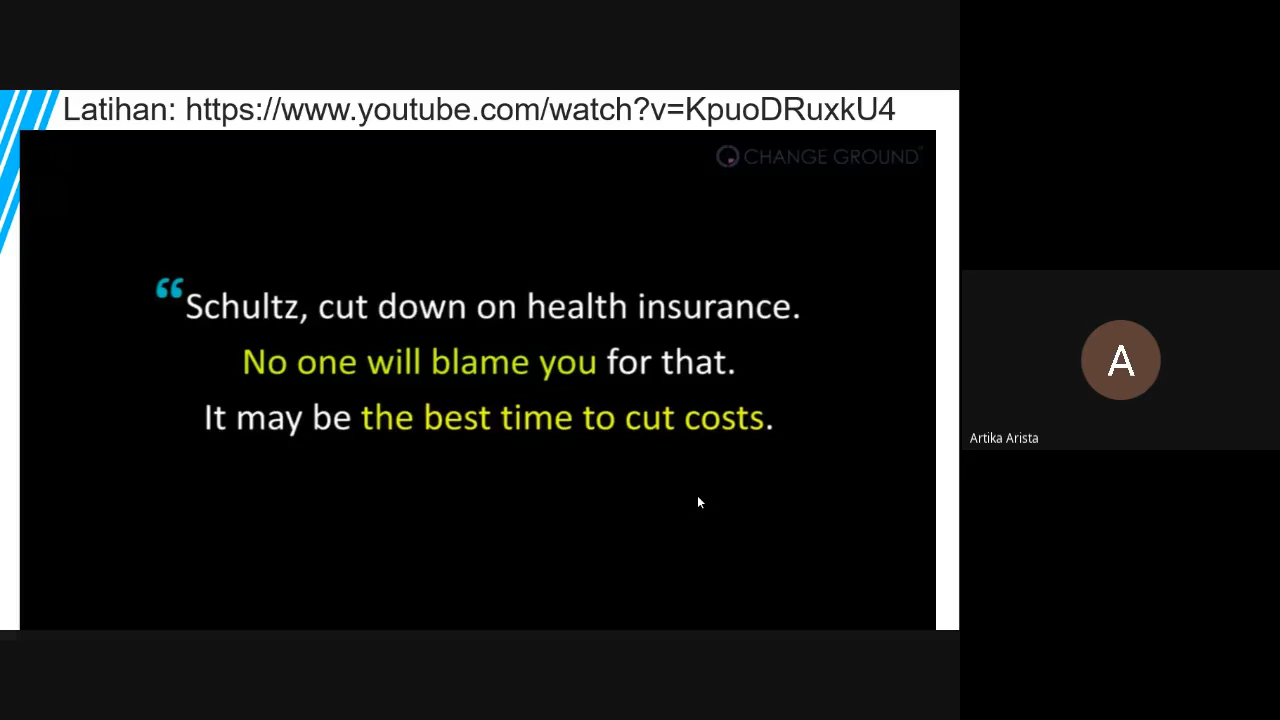 Latihan: https://www.youtube.com/watch?v=KpuoDRuxkU4
CHANGE GROUND
“Schultz, cut down on health insurance.
No one will blame you for that.
It may be the best time to cut costs.
A
Artika Arista